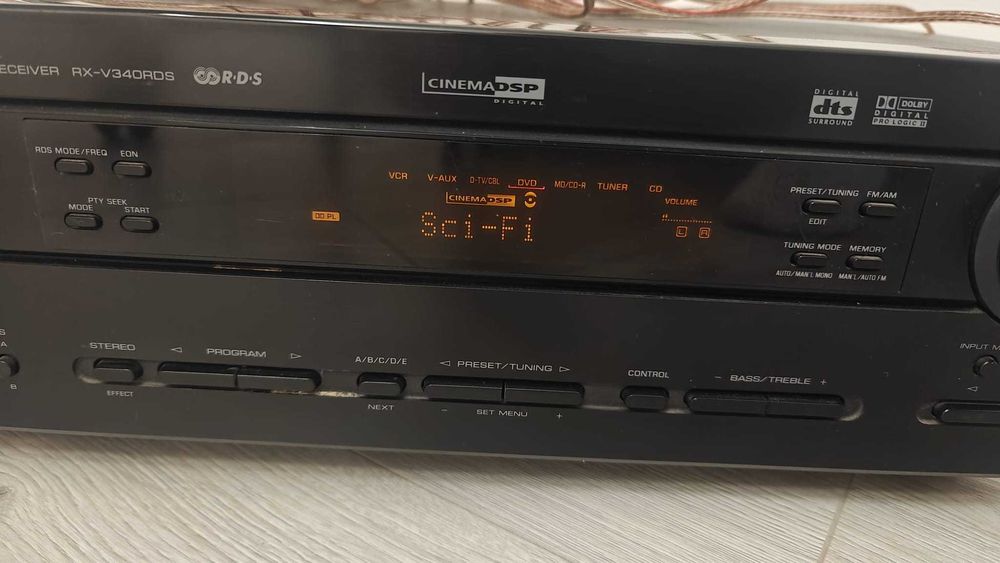 RECEIVER RX-V340RDS R·D·S
CINEMA DSP
DIGITAL
DIGITAL
dts
SURROUND
DOLBY
DIGITAL
PRO LOGIC II
RDS MODE/FREQ EON
PTY SEEK
MODE START
VCR V-AUX D-TV/CBL DVD MD/CD-R TUNER CD
CINEMA DSP
VOLUME
DD PL
Sci-Fi
L R
PRESET/TUNING FM/AM
EDIT
TUNING MODE MEMORY
AUTO/MAN'L MONO MAN'L/AUTO FM
A
B
STEREO
EFFECT
◁ PROGRAM ▷
A/B/C/D/E
NEXT
◁ PRESET/TUNING ▷
− SET MENU +
CONTROL
− BASS/TREBLE +
INPUT M
◁